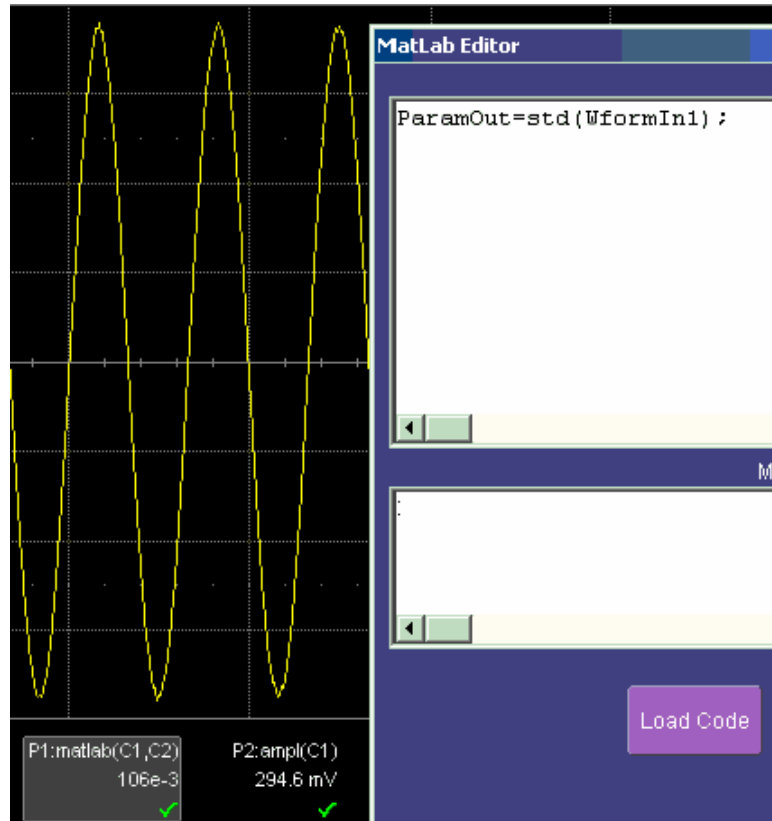 MatLab Editor
ParamOut=std(WformIn1);
M
Load Code
P1:matlab(C1,C2)
106e-3
P2:ampl(C1)
294.6 mV